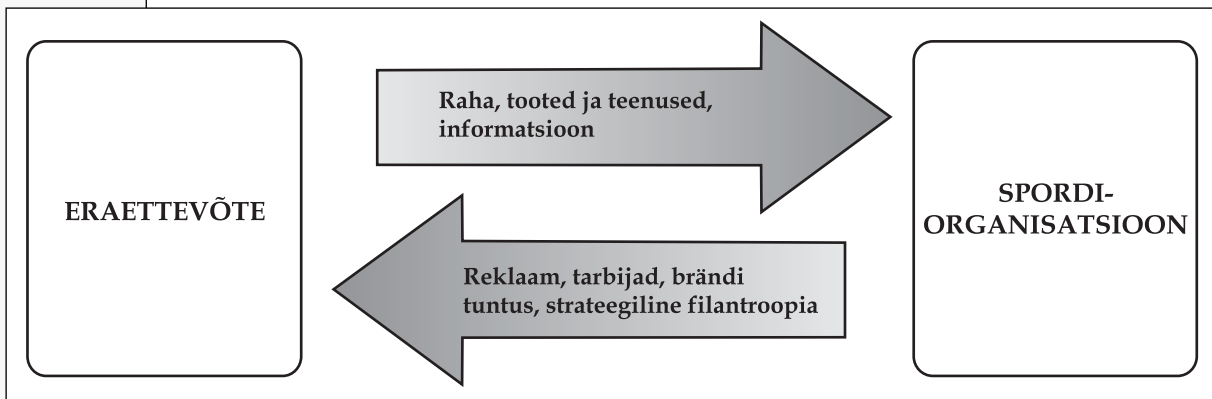 ERAETTEVÕTE
Raha, tooted ja teenused,
informatsioon
Reklaam, tarbijad, brändi
tuntus, strateegiline filantroopia
SPORDI-
ORGANISATSIOON